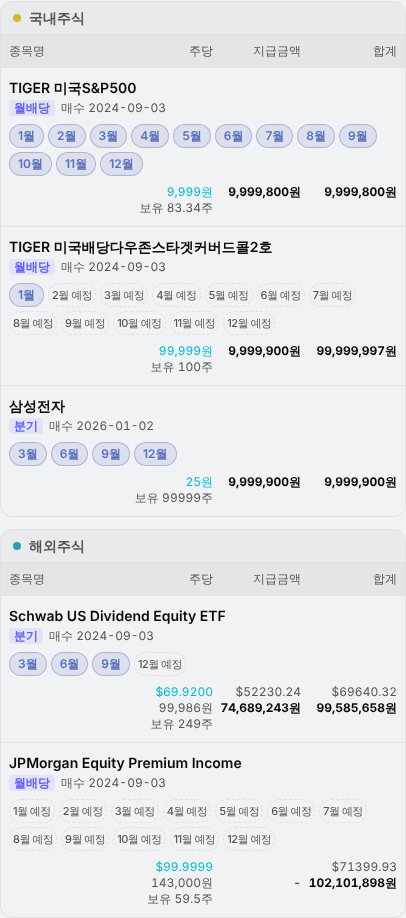 국내주식
종목명 주당 지급금액 합계
TIGER 미국S&P500
월배당 매수 2024-09-03
1월 2월 3월 4월 5월 6월 7월 8월 9월
10월 11월 12월
9,999원 9,999,800원 9,999,800원
보유 83.34주
TIGER 미국배당다우존스타겟커버드콜2호
월배당 매수 2024-09-03
1월 2월 예정 3월 예정 4월 예정 5월 예정 6월 예정 7월 예정
8월 예정 9월 예정 10월 예정 11월 예정 12월 예정
99,999원 9,999,900원 99,999,997원
보유 100주
삼성전자
분기 매수 2026-01-02
3월 6월 9월 12월
25원 9,999,900원 9,999,900원
보유 99999주
해외주식
종목명 주당 지급금액 합계
Schwab US Dividend Equity ETF
분기 매수 2024-09-03
3월 6월 9월 12월 예정
$69.9200 $52230.24 $69640.32
99,986원 74,689,243원 99,585,658원
보유 249주
JPMorgan Equity Premium Income
월배당 매수 2024-09-03
1월 예정 2월 예정 3월 예정 4월 예정 5월 예정 6월 예정 7월 예정
8월 예정 9월 예정 10월 예정 11월 예정 12월 예정
$99.9999 $71399.93
143,000원 - 102,101,898원
보유 59.5주